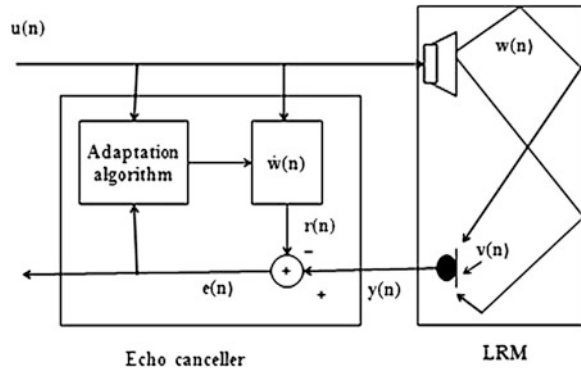 u(n)
w(n)
Adaptation
algorithm
ẇ(n)
r(n)
−
+
v(n)
e(n)
+
y(n)
Echo canceller
LRM